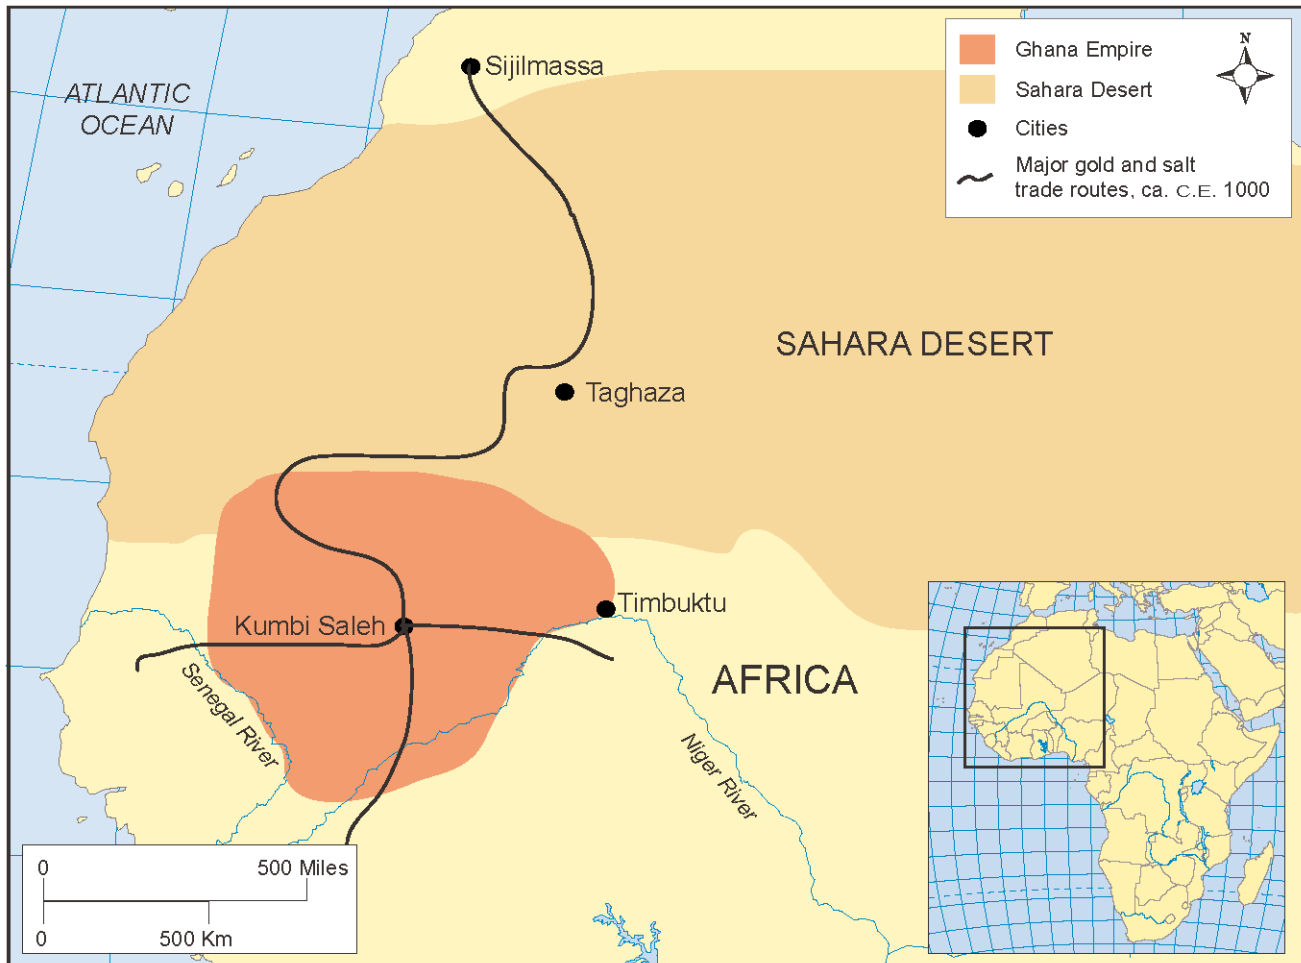 Sijilmassa
ATLANTIC
OCEAN
N
Ghana Empire
Sahara Desert
Cities
Major gold and salt
trade routes, ca. C.E. 1000
SAHARA DESERT
Taghaza
Timbuktu
Kumbi Saleh
AFRICA
Senegal River
Niger River
0 500 Miles
0 500 Km